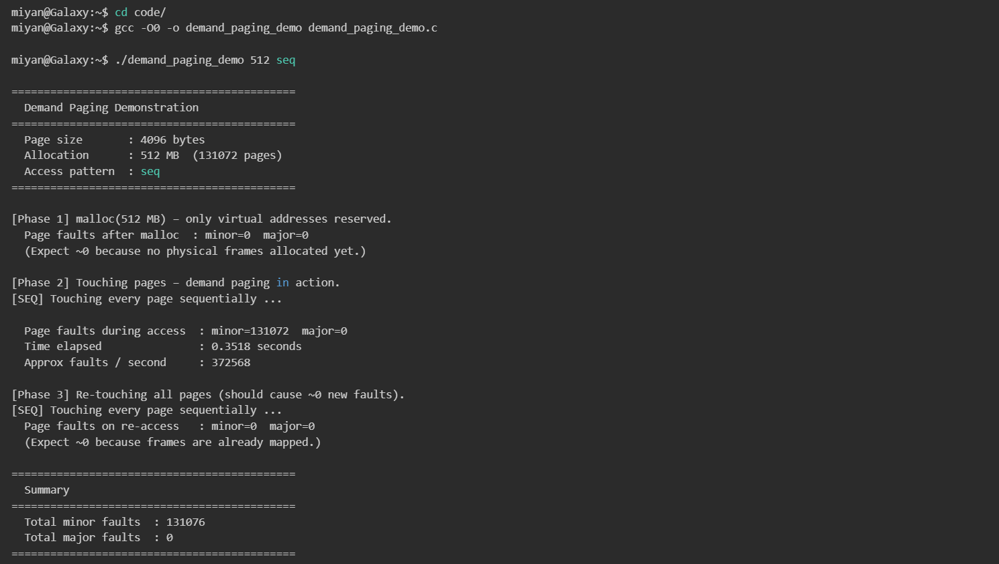 miyan@Galaxy:~$ cd code/
miyan@Galaxy:~$ gcc -O0 -o demand_paging_demo demand_paging_demo.c
miyan@Galaxy:~$ ./demand_paging_demo 512 seq
============================================
Demand Paging Demonstration
============================================
Page size       : 4096 bytes
Allocation      : 512 MB  (131072 pages)
Access pattern  : seq
============================================
[Phase 1] malloc(512 MB) – only virtual addresses reserved.
Page faults after malloc  : minor=0  major=0
(Expect ~0 because no physical frames allocated yet.)
[Phase 2] Touching pages – demand paging in action.
[SEQ] Touching every page sequentially ...
Page faults during access  : minor=131072  major=0
Time elapsed               : 0.3518 seconds
Approx faults / second     : 372568
[Phase 3] Re-touching all pages (should cause ~0 new faults).
[SEQ] Touching every page sequentially ...
Page faults on re-access   : minor=0  major=0
(Expect ~0 because frames are already mapped.)
============================================
Summary
============================================
Total minor faults  : 131076
Total major faults  : 0
============================================